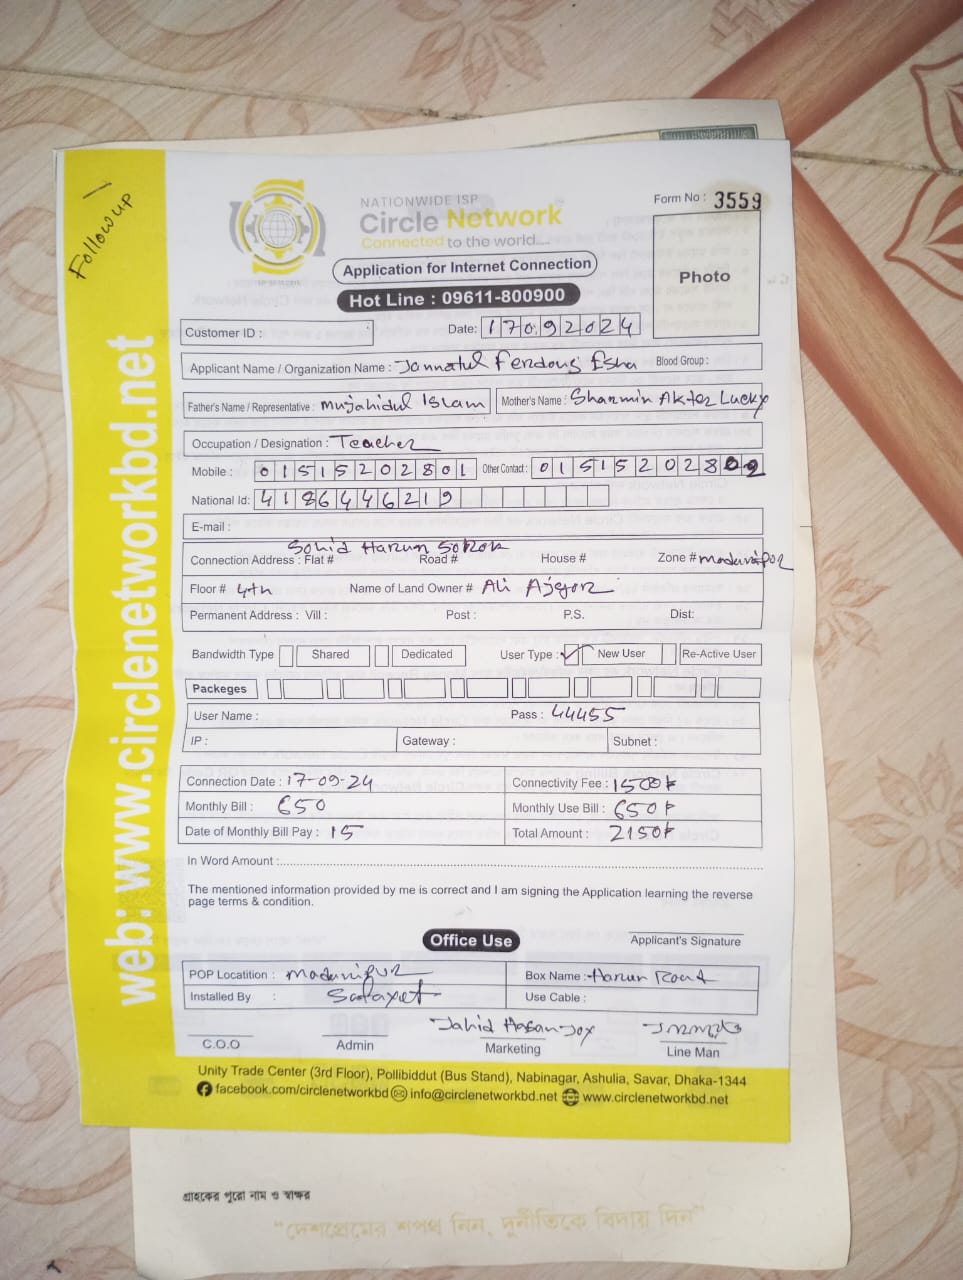 Follow up
web: www.circlenetworkbd.net
NATIONWIDE ISP
Circle Network
Connected to the world....
Form No : 3559
Application for Internet Connection
Hot Line : 09611-800900
Photo
Customer ID :
Date: 17092024
Applicant Name / Organization Name : Jannatul Ferdous Esha Blood Group :
Father's Name / Representative : Mujahidul Islam Mother's Name : Sharmin Akter Lucky
Occupation / Designation : Teacher
Mobile : 01515202801 Other Contact : 015152028
National Id: 4186446219
E-mail :
Sohid Harun Sorok
Connection Address : Flat # Road # House # Zone # Madaripur
Floor # 4th Name of Land Owner # Ali Ajgor
Permanent Address : Vill : Post : P.S. Dist:
Bandwidth Type Shared Dedicated User Type : New User Re-Active User
Packeges
User Name : Pass : 44455
IP : Gateway : Subnet :
Connection Date : 17-09-24 Connectivity Fee : 1500
Monthly Bill : 650 Monthly Use Bill : 650
Date of Monthly Bill Pay : 15 Total Amount : 2150
In Word Amount :
The mentioned information provided by me is correct and I am signing the Application learning the reverse
page terms & condition.
Applicant's Signature
Office Use
POP Locatition : Madaripur Box Name : Harun Road
Installed By : Use Cable :
Jahid Hasan Joy
C.O.O Admin Marketing Line Man
Unity Trade Center (3rd Floor), Pollibiddut (Bus Stand), Nabinagar, Ashulia, Savar, Dhaka-1344
facebook.com/circlenetworkbd info@circlenetworkbd.net www.circlenetworkbd.net
গ্রাহকের পুরো নাম ও স্বাক্ষর
"দেশপ্রেমের শপথ নিন, দুর্নীতিকে বিদায় দিন"